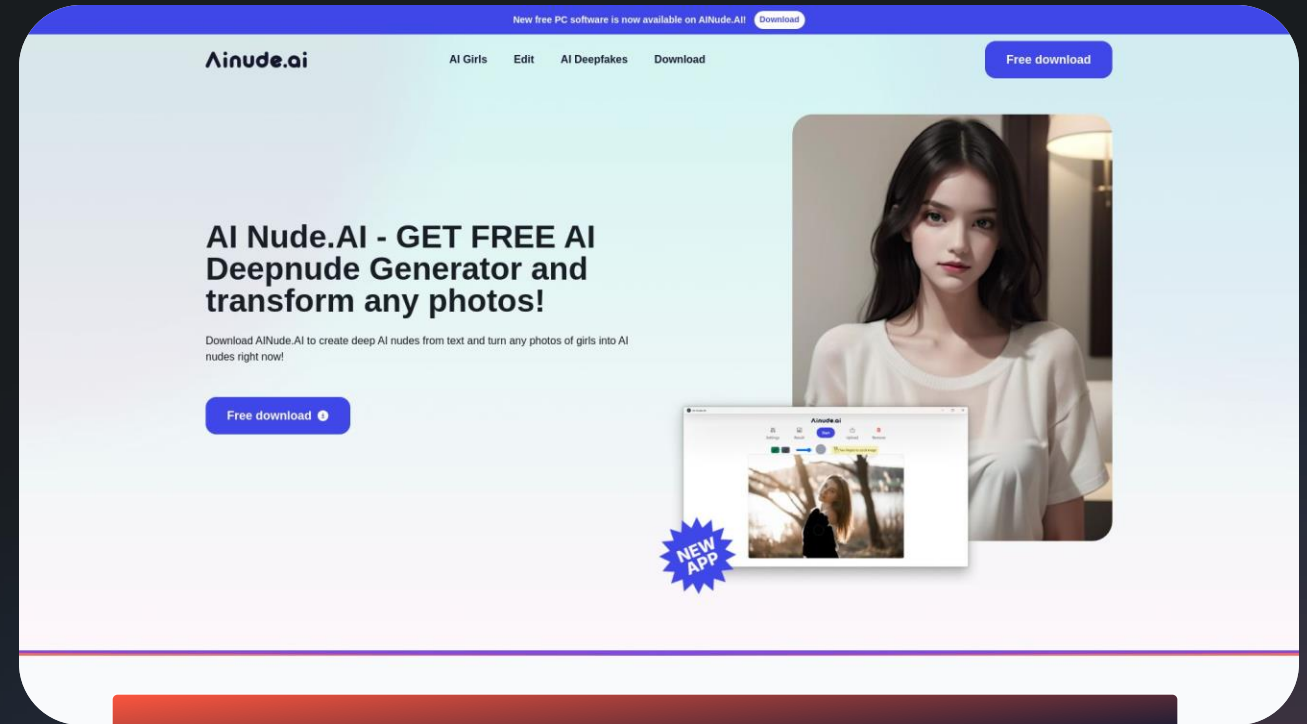 New free PC software is now available on AINude.AI! Download
Ainude.ai
AI Girls Edit AI Deepfakes Download
Free download
AI Nude.AI - GET FREE AI
Deepnude Generator and
transform any photos!
Download AINude.AI to create deep AI nudes from text and turn any photos of girls into AI
nudes right now!
Free download
Ainude.ai
NEW
APP